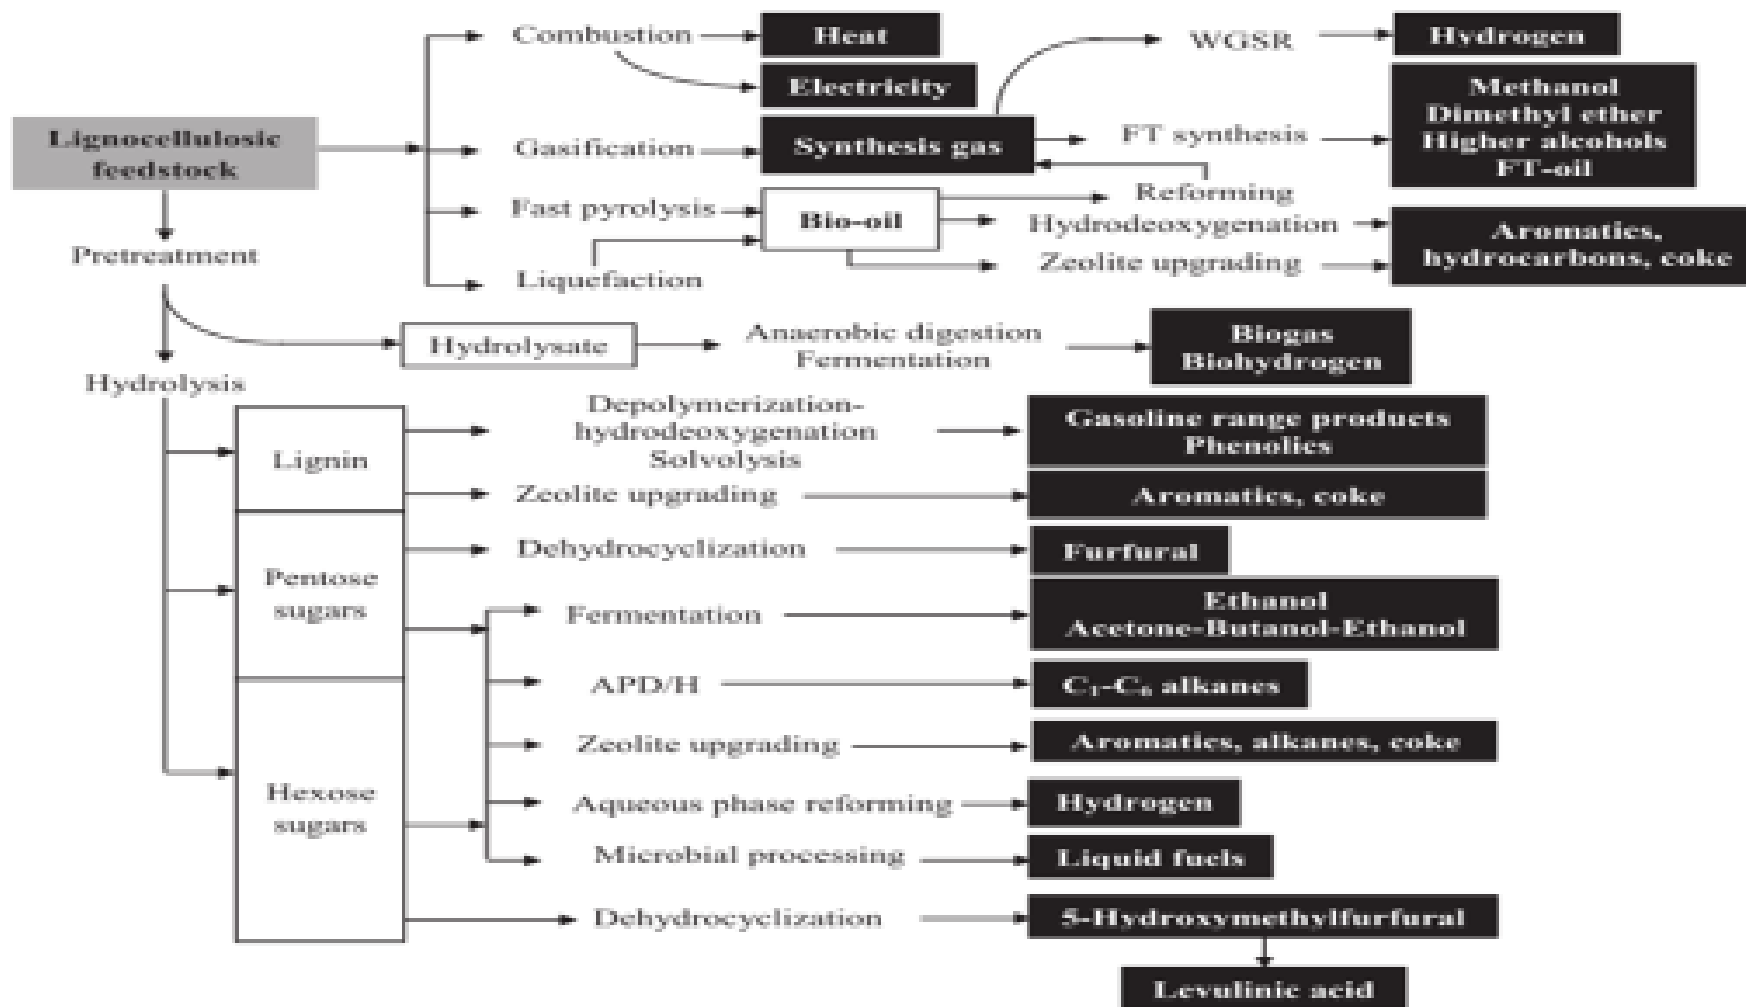 Combustion
Heat
WGSR
Hydrogen
Electricity
Lignocellulosic
feedstock
Gasification
Synthesis gas
FT synthesis
Methanol
Dimethyl ether
Higher alcohols
FT-oil
Fast pyrolysis
Bio-oil
Reforming
Hydrodeoxygenation
Aromatics,
hydrocarbons, coke
Pretreatment
Liquefaction
Zeolite upgrading
Hydrolysate
Anaerobic digestion
Fermentation
Biogas
Biohydrogen
Hydrolysis
Lignin
Depolymerization-
hydrodeoxygenation
Solvolysis
Gasoline range products
Phenolics
Zeolite upgrading
Aromatics, coke
Pentose
sugars
Dehydrocyclization
Furfural
Fermentation
Ethanol
Acetone-Butanol-Ethanol
APD/H
C₁-C₆ alkanes
Zeolite upgrading
Aromatics, alkanes, coke
Hexose
sugars
Aqueous phase reforming
Hydrogen
Microbial processing
Liquid fuels
Dehydrocyclization
5-Hydroxymethylfurfural
Levulinic acid